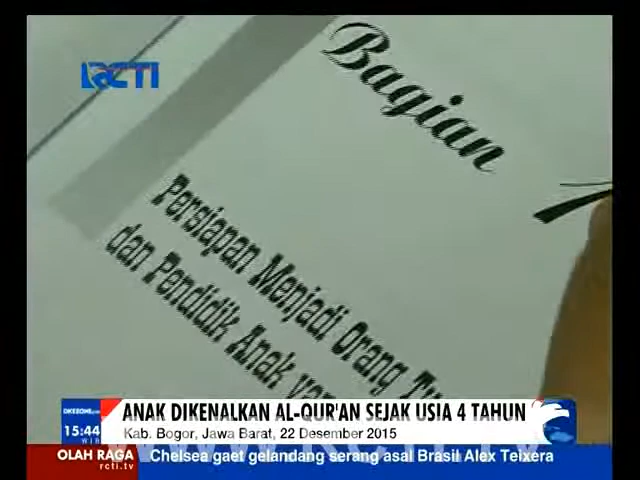 RCTI
Bagian
Persiapan Menjadi Orang
dan Pendidik Anak
OKEZONE.com
ANAK DIKENALKAN AL-QUR'AN SEJAK USIA 4 TAHUN
15:44
WIB
Kab. Bogor, Jawa Barat, 22 Desember 2015
OLAH RAGA
rcti.tv
Chelsea gaet gelandang serang asal Brasil Alex Teixera